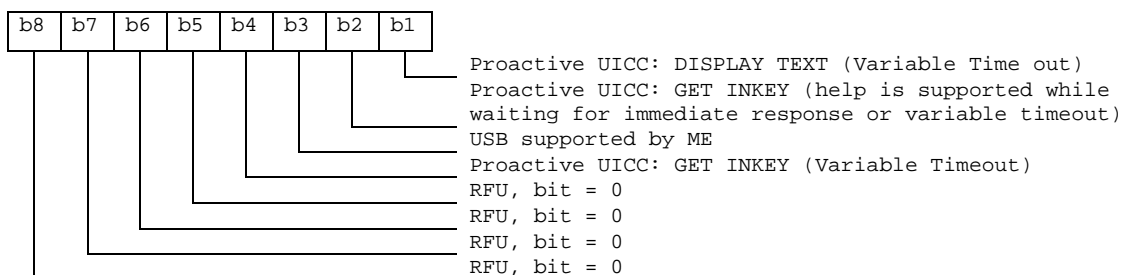 b8 b7 b6 b5 b4 b3 b2 b1
Proactive UICC: DISPLAY TEXT (Variable Time out)
Proactive UICC: GET INKEY (help is supported while
waiting for immediate response or variable timeout)
USB supported by ME
Proactive UICC: GET INKEY (Variable Timeout)
RFU, bit = 0
RFU, bit = 0
RFU, bit = 0
RFU, bit = 0